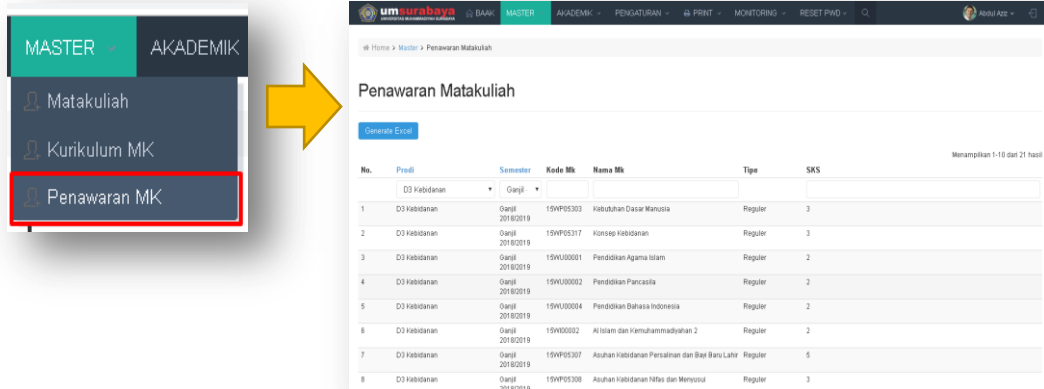 MASTER AKADEMIK
Matakuliah
Kurikulum MK
Penawaran MK
umsurabaya
UNIVERSITAS MUHAMMADIYAH SURABAYA
BAAK MASTER AKADEMIK PENGATURAN PRINT MONITORING RESET PWD Abdul Aziz
Home > Master > Penawaran Matakuliah
Penawaran Matakuliah
Generate Excel
Menampilkan 1-10 dari 21 hasil
No. Prodi Semester Kode Mk Nama Mk Tipe SKS
D3 Kebidanan Ganjil -
1 D3 Kebidanan Ganjil 2018/2019 15WP05303 Kebutuhan Dasar Manusia Reguler 3
2 D3 Kebidanan Ganjil 2018/2019 15WP05317 Konsep Kebidanan Reguler 3
3 D3 Kebidanan Ganjil 2018/2019 15WU00001 Pendidikan Agama Islam Reguler 2
4 D3 Kebidanan Ganjil 2018/2019 15WU00002 Pendidikan Pancasila Reguler 2
5 D3 Kebidanan Ganjil 2018/2019 15WU00004 Pendidikan Bahasa Indonesia Reguler 2
6 D3 Kebidanan Ganjil 2018/2019 15WI00002 Al Islam dan Kemuhammadiyahan 2 Reguler 2
7 D3 Kebidanan Ganjil 2018/2019 15WP05307 Asuhan Kebidanan Persalinan dan Bayi Baru Lahir Reguler 5
8 D3 Kebidanan Ganjil 2018/2019 15WP05308 Asuhan Kebidanan Nifas dan Menyusui Reguler 3